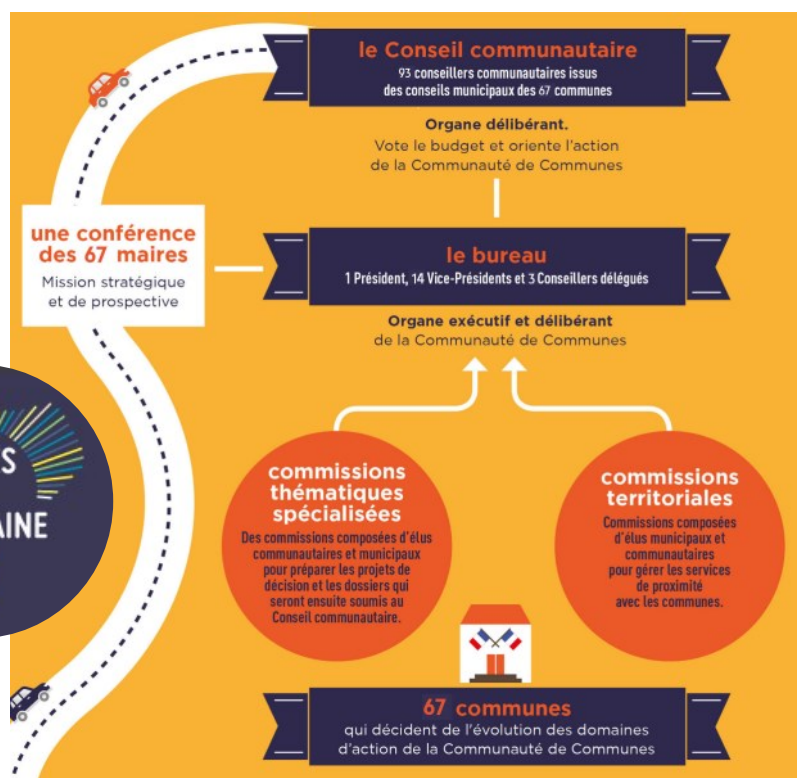 le Conseil communautaire
93 conseillers communautaires issus
des conseils municipaux des 67 communes
Organe délibérant.
Vote le budget et oriente l'action
de la Communauté de Communes
une conférence
des 67 maires
Mission stratégique
et de prospective
le bureau
1 Président, 14 Vice-Présidents et 3 Conseillers délégués
Organe exécutif et délibérant
de la Communauté de Communes
commissions
thématiques
spécialisées
Des commissions composées d'élus
communautaires et municipaux
pour préparer les projets de
décision et les dossiers qui
seront ensuite soumis au
Conseil communautaire.
commissions
territoriales
Commissions composées
d'élus municipaux et
communautaires
pour gérer les services
de proximité
avec les communes.
67 communes
qui décident de l'évolution des domaines
d'action de la Communauté de Communes